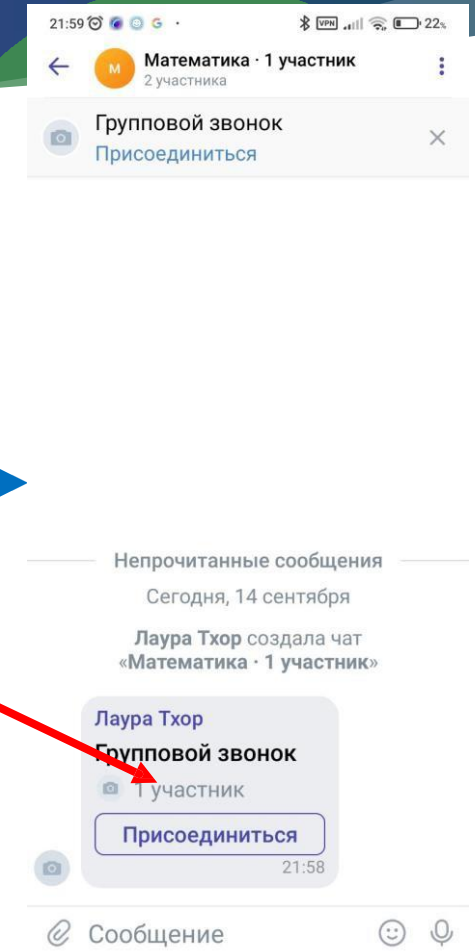 21:59 G · VPN 22%
М Математика · 1 участник
2 участника
Групповой звонок
Присоединиться
Непрочитанные сообщения
Сегодня, 14 сентября
Лаура Тхор создала чат
«Математика · 1 участник»
Лаура Тхор
Групповой звонок
1 участник
Присоединиться
21:58
Сообщение